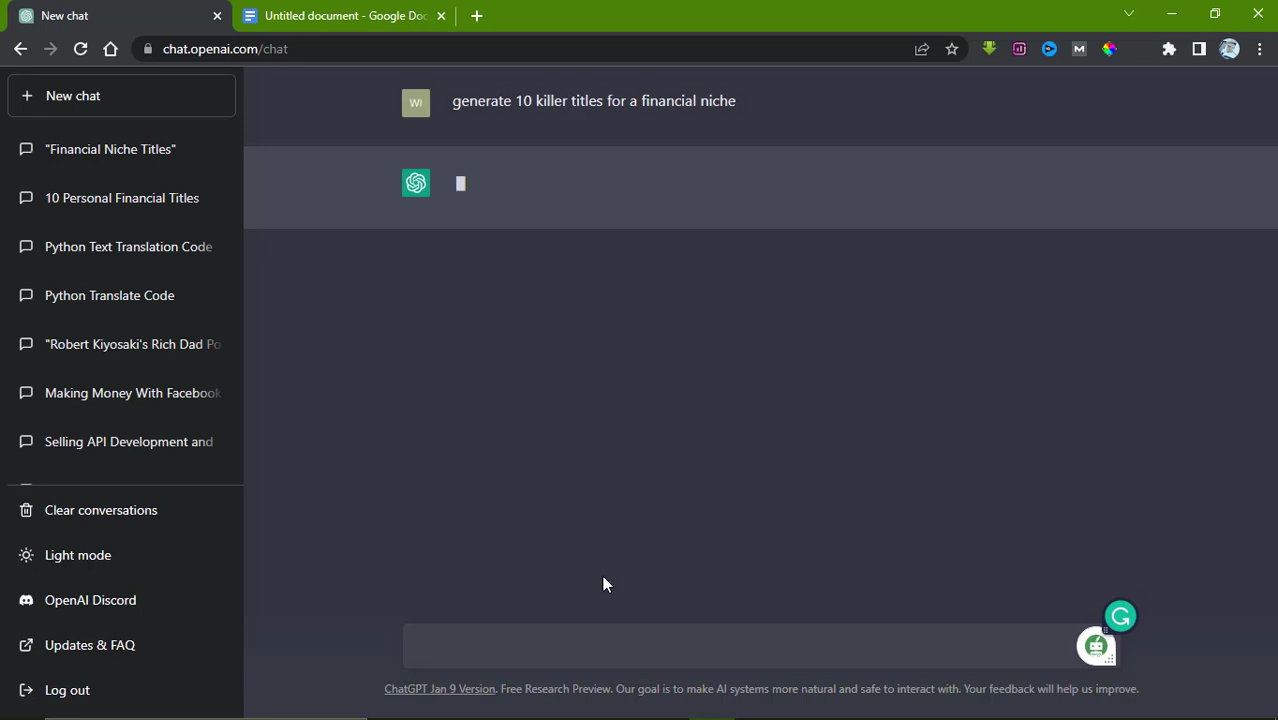 New chat
Untitled document - Google Doc
chat.openai.com/chat
New chat
"Financial Niche Titles"
10 Personal Financial Titles
Python Text Translation Code
Python Translate Code
"Robert Kiyosaki's Rich Dad Po
Making Money With Facebook
Selling API Development and
Clear conversations
Light mode
OpenAI Discord
Updates & FAQ
Log out
WI
generate 10 killer titles for a financial niche
ChatGPT Jan 9 Version. Free Research Preview. Our goal is to make AI systems more natural and safe to interact with. Your feedback will help us improve.